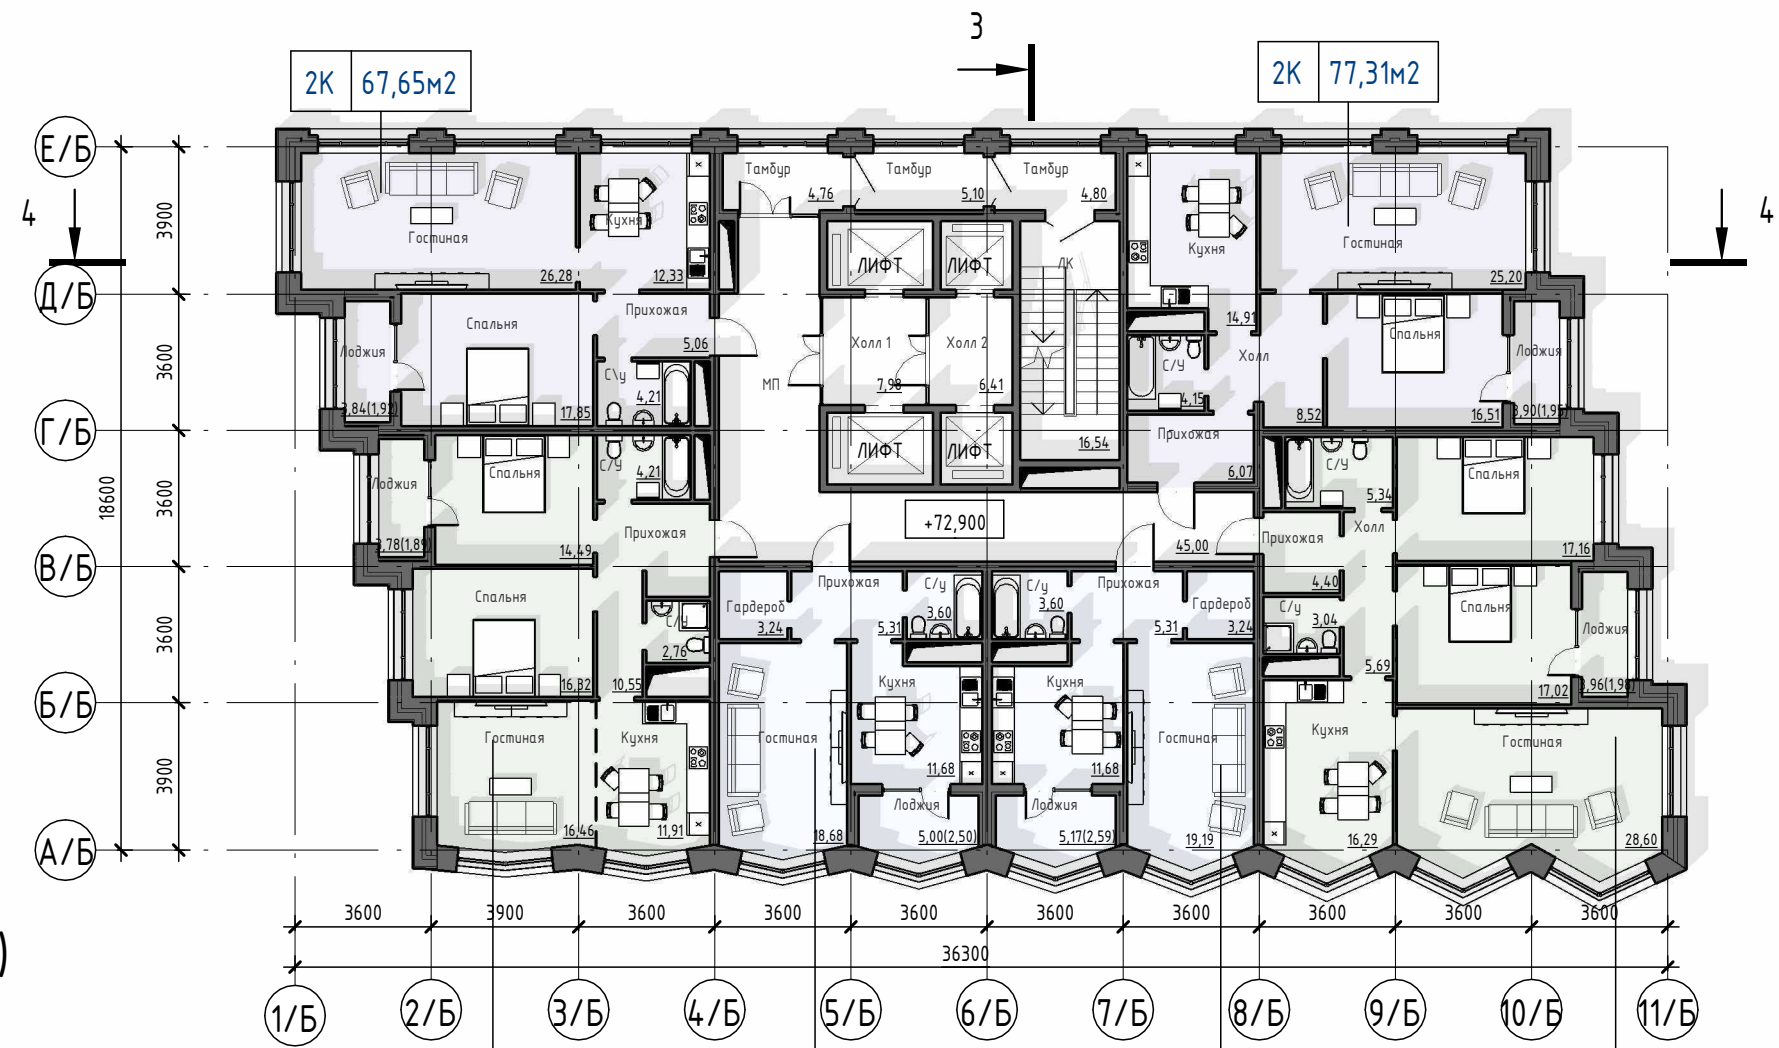 3
2К 67,65м2
2К 77,31м2
Е/Б
Тамбур
Тамбур
Тамбур
4,76
5,10
4,80
4
4
3900
Кухня
Гостиная
Кухня
Гостиная
ЛИФТ
ЛИФТ
ЛК
26,28
12,33
25,20
Д/Б
Прихожая
Спальня
14,91
Спальня
Лоджия
5,06
Холл 1
Холл 2
Холл
Лоджия
3600
С\у
С/У
МП
7,98
6,41
4,21
4,15
3,84(1,92)
17,85
8,52
16,51
3,90(1,95)
Г/Б
Прихожая
16,54
ЛИФТ
ЛИФТ
С/У
С/У
4,21
6,07
Спальня
Спальня
Лоджия
5,34
18600
3600
+72,900
Прихожая
Холл
Прихожая
3,78(1,89)
14,49
45,00
17,16
В/Б
Прихожая
С/у
С/у
Прихожая
4,40
Спальня
Гардероб
3,60
3,60
Гардероб
С/у
Спальня
3600
С/у
3,24
5,31
5,31
3,24
3,04
Лоджия
2,76
5,69
16,32
10,55
Кухня
Кухня
17,02
3,96(1,98)
Б/Б
Гостиная
Кухня
Гостиная
Гостиная
Кухня
Гостиная
3900
11,68
11,68
Лоджия
Лоджия
16,46
11,91
18,68
5,00(2,50)
5,17(2,59)
19,19
16,29
28,60
А/Б
3600
3900
3600
3600
3600
3600
3600
3600
3600
3600
)
36300
1/Б
2/Б
3/Б
4/Б
5/Б
6/Б
7/Б
8/Б
9/Б
10/Б
11/Б